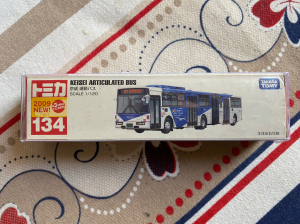 トミカ
2009
NEW!
134
KEISEI ARTICULATED BUS
京成 連節バス
SCALE 1/120
TAKARA
TOMY